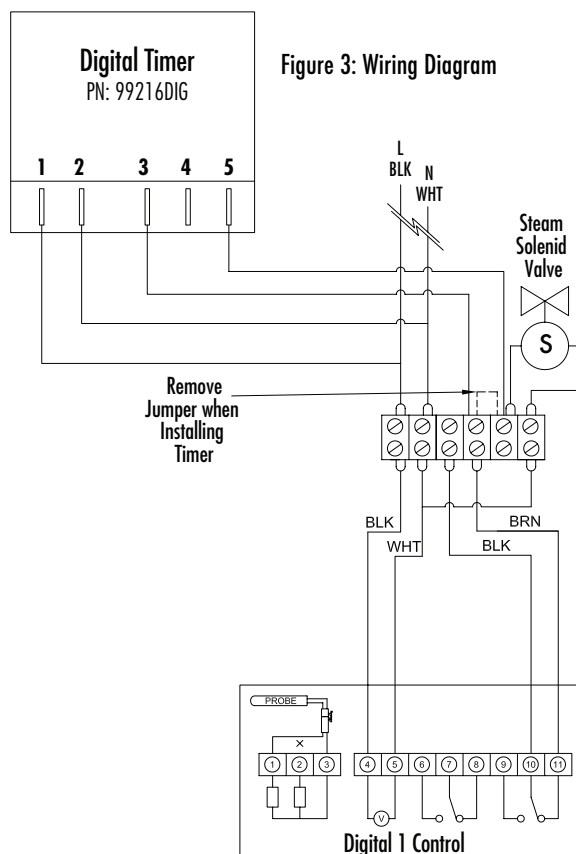 Digital Timer
PN: 99216DIG
Figure 3: Wiring Diagram
1 2 3 4 5
L
BLK
N
WHT
Steam
Solenid
Valve
S
Remove
Jumper when
Installing
Timer
BLK
WHT
BLK
BRN
PROBE
×
1 2 3 4 5 6 7 8 9 10 11
V
Digital 1 Control